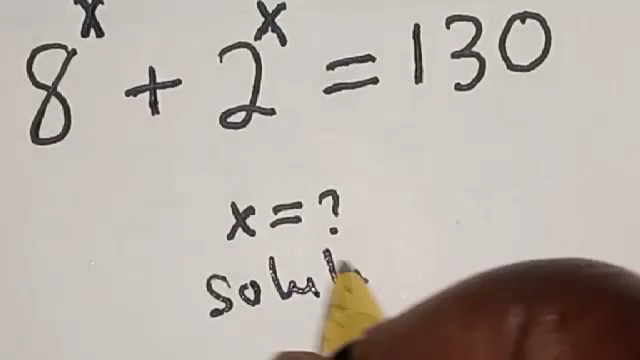 8^x + 2^x = 130
x = ?